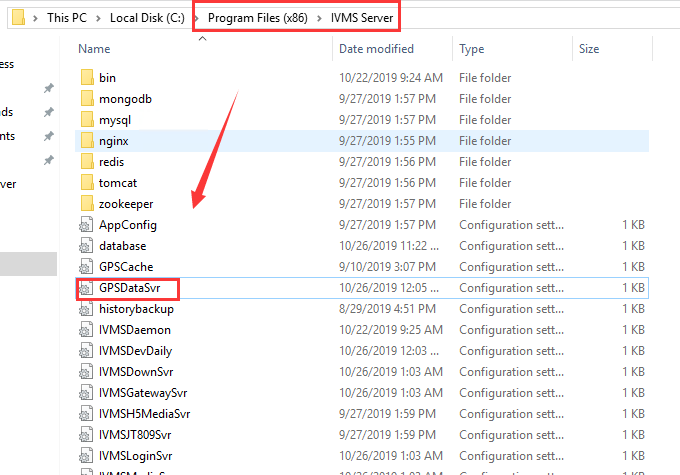 This PC > Local Disk (C:) > Program Files (x86) > IVMS Server
Name Date modified Type Size
bin 10/22/2019 9:24 AM File folder
mongodb 9/27/2019 1:57 PM File folder
mysql 9/27/2019 1:57 PM File folder
nginx 9/27/2019 1:55 PM File folder
redis 9/27/2019 1:56 PM File folder
tomcat 9/27/2019 1:56 PM File folder
zookeeper 9/27/2019 1:57 PM File folder
AppConfig 9/27/2019 1:57 PM Configuration sett... 1 KB
database 10/26/2019 11:22 ... Configuration sett... 1 KB
GPSCache 9/10/2019 3:07 PM Configuration sett... 1 KB
GPSDataSvr 10/26/2019 12:05 ... Configuration sett... 1 KB
historybackup 8/29/2019 4:51 PM Configuration sett... 1 KB
IVMSDaemon 10/22/2019 9:25 AM Configuration sett... 1 KB
IVMSDevDaily 10/26/2019 12:03 ... Configuration sett... 1 KB
IVMSDownSvr 10/26/2019 1:03 AM Configuration sett... 1 KB
IVMSGatewaySvr 10/26/2019 1:03 AM Configuration sett... 1 KB
IVMSH5MediaSvr 9/27/2019 1:59 PM Configuration sett... 1 KB
IVMSJT809Svr 9/27/2019 1:59 PM Configuration sett... 1 KB
IVMSLoginSvr 10/26/2019 1:03 AM Configuration sett... 1 KB